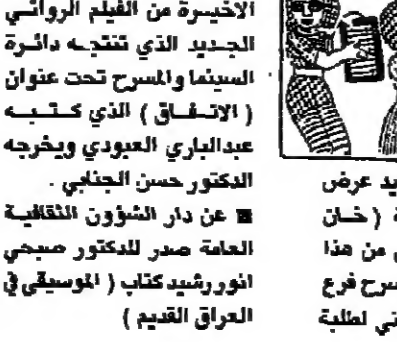 الاخيرة من الفيلم الروائي
الجديد الذي تنتجه دائرة
السينما والمسرح تحت عنوان
( الاتفاق ) الذي كتبه
عبدالباري العبودي ويخرجه
الدكتور حسن الجنابي .
■ عن دار الشؤون الثقافية
العامة صدر للدكتور صبحي
انور رشيد كتاب ( الموسيقى في
العراق القديم )
يد عرض
ة ( خان
من هذا
سرح فرع
تي لطلبة